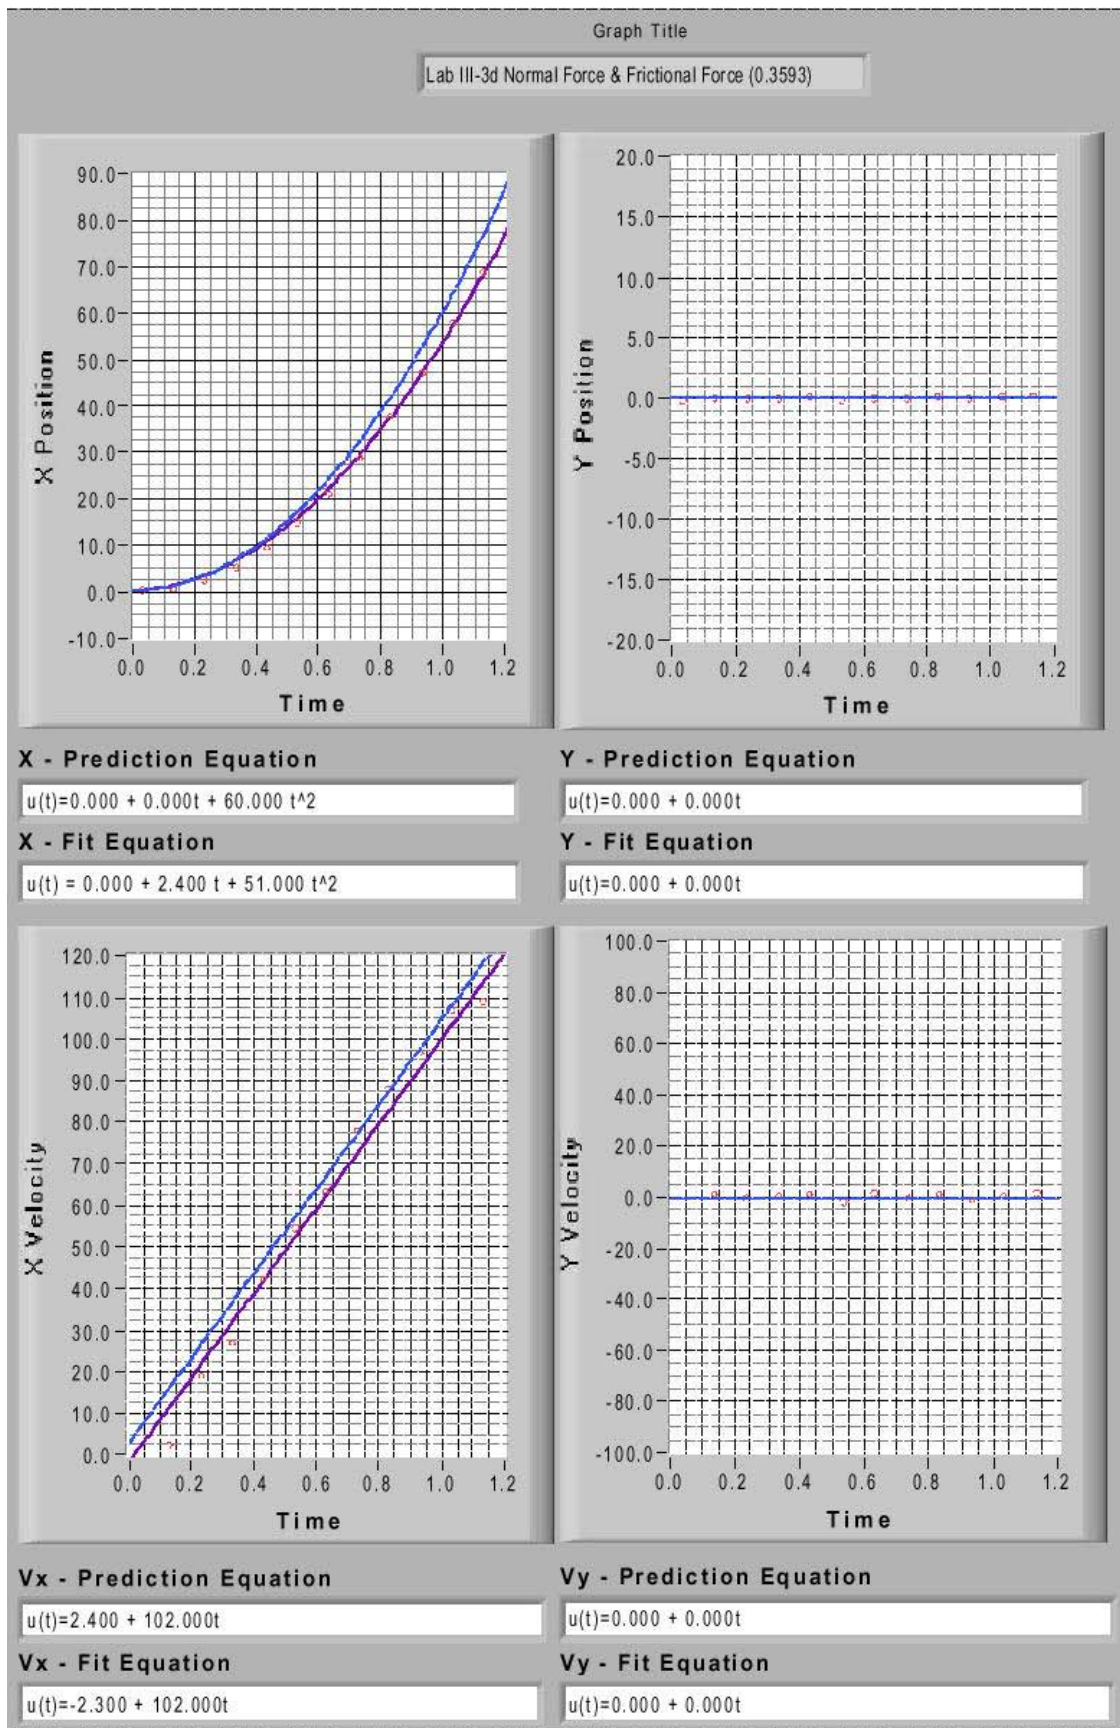 Graph Title
Lab III-3d Normal Force & Frictional Force (0.3593)
X Position
90.0
80.0
70.0
60.0
50.0
40.0
30.0
20.0
10.0
0.0
-10.0
0.0 0.2 0.4 0.6 0.8 1.0 1.2
Time
Y Position
20.0
15.0
10.0
5.0
0.0
-5.0
-10.0
-15.0
-20.0
0.0 0.2 0.4 0.6 0.8 1.0 1.2
Time
X - Prediction Equation
u(t)=0.000 + 0.000t + 60.000 t^2
X - Fit Equation
u(t) = 0.000 + 2.400 t + 51.000 t^2
Y - Prediction Equation
u(t)=0.000 + 0.000t
Y - Fit Equation
u(t)=0.000 + 0.000t
X Velocity
120.0
110.0
100.0
90.0
80.0
70.0
60.0
50.0
40.0
30.0
20.0
10.0
0.0
0.0 0.2 0.4 0.6 0.8 1.0 1.2
Time
Y Velocity
100.0
80.0
60.0
40.0
20.0
0.0
-20.0
-40.0
-60.0
-80.0
-100.0
0.0 0.2 0.4 0.6 0.8 1.0 1.2
Time
Vx - Prediction Equation
u(t)=2.400 + 102.000t
Vx - Fit Equation
u(t)=-2.300 + 102.000t
Vy - Prediction Equation
u(t)=0.000 + 0.000t
Vy - Fit Equation
u(t)=0.000 + 0.000t